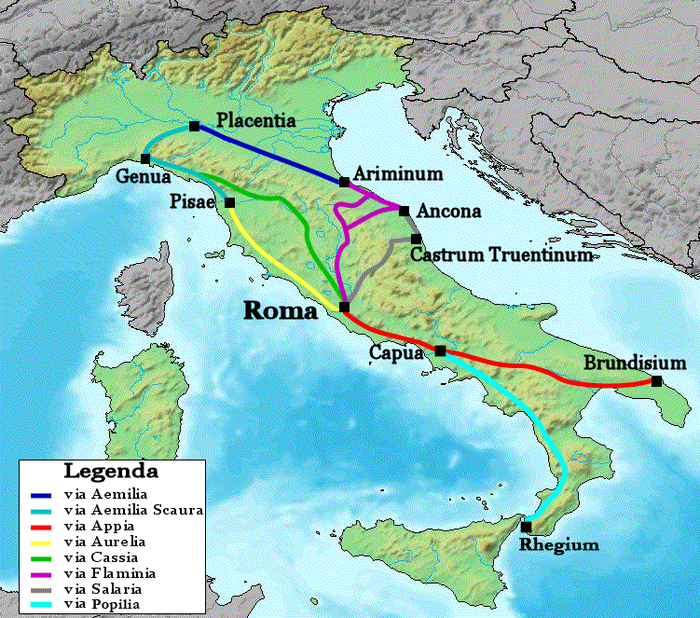 Placentia
Genua
Ariminum
Pisae
Ancona
Castrum Truentinum
Roma
Capua
Brundisium
Rhegium
Legenda
via Aemilia
via Aemilia Scaura
via Appia
via Aurelia
via Cassia
via Flaminia
via Salaria
via Popilia